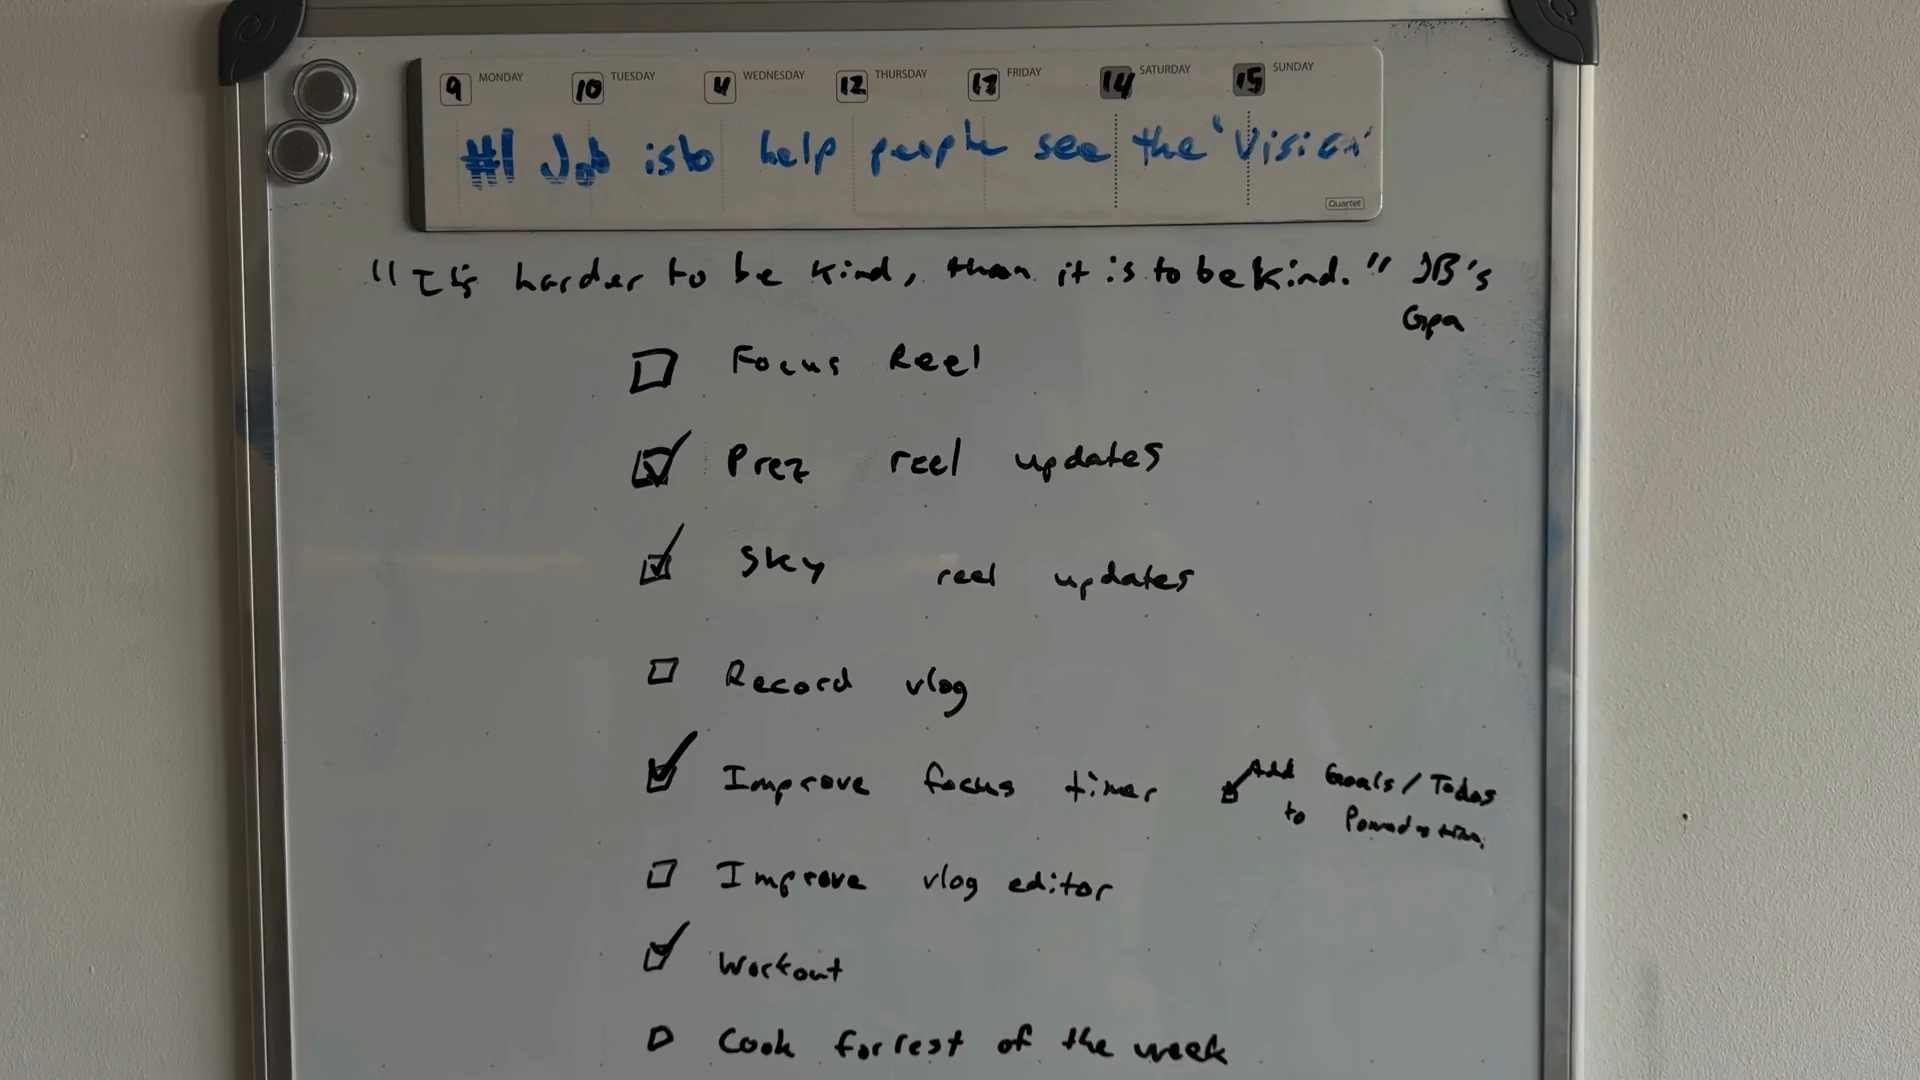 9 MONDAY 10 TUESDAY 11 WEDNESDAY 12 THURSDAY 13 FRIDAY 14 SATURDAY 15 SUNDAY
#1 Job is to help people see the 'Vision'
Quartet
"It's harder to be kind, than it is to be kind." JB's
Gpa
Focus Reel
Prez reel updates
Sky reel updates
Record vlog
Improve focus timer
Add Goals/Todos
to
Improve vlog editor
Workout
Cook for rest of the week